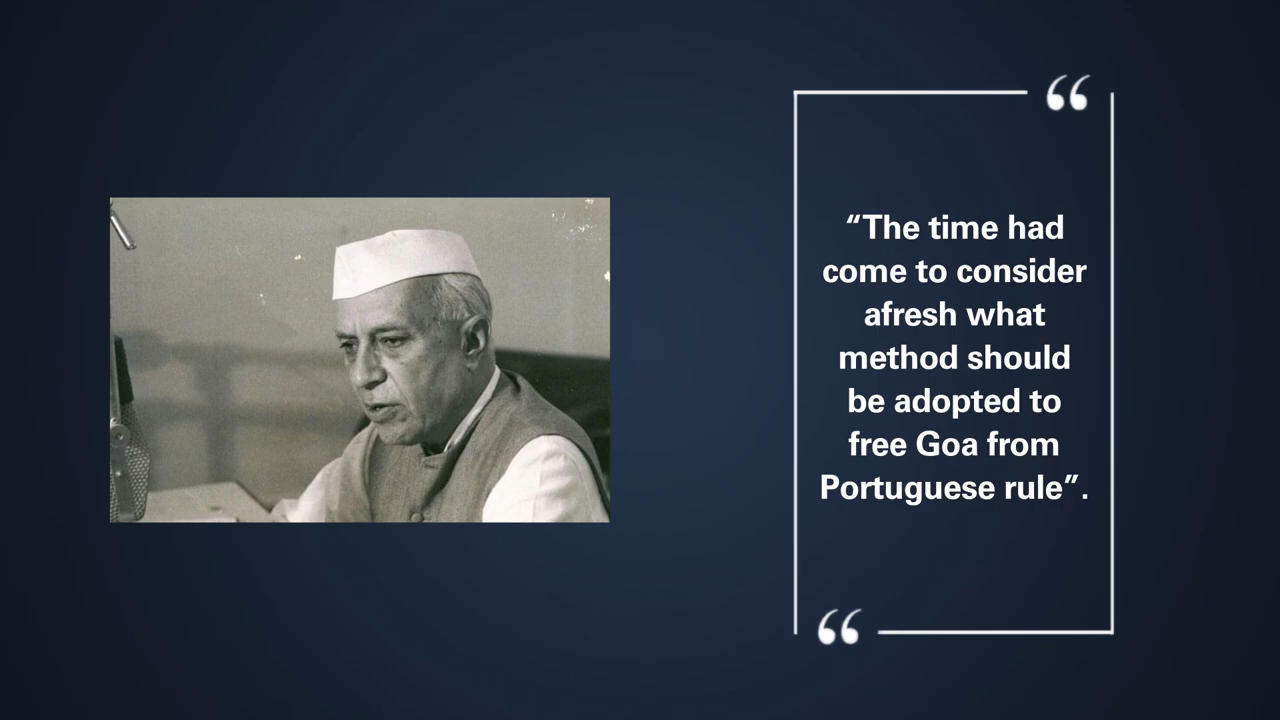 “The time had
come to consider
afresh what
method should
be adopted to
free Goa from
Portuguese rule”.